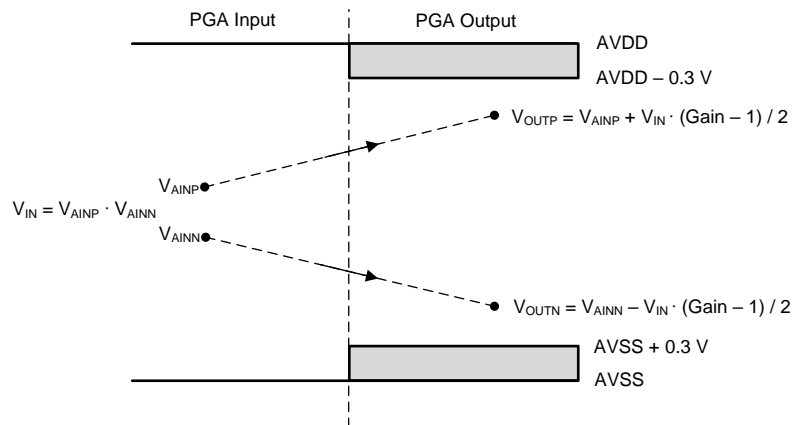 PGA Input
PGA Output
AVDD
AVDD – 0.3 V
V_OUTP = V_AINP + V_IN · (Gain – 1) / 2
V_AINP
V_IN = V_AINP · V_AINN
V_AINN
V_OUTN = V_AINN – V_IN · (Gain – 1) / 2
AVSS + 0.3 V
AVSS